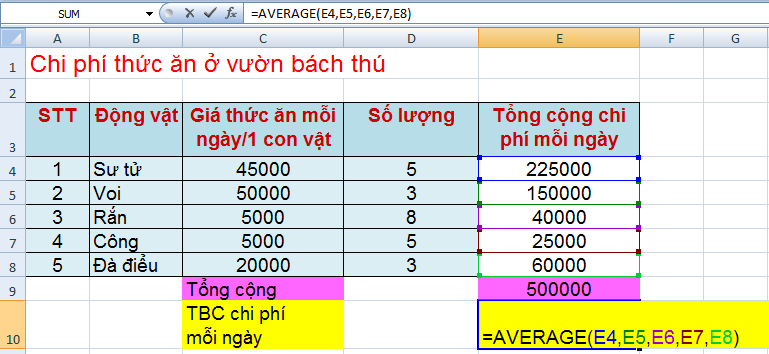 SUM fx =AVERAGE(E4,E5,E6,E7,E8)
A B C D E F G
1 Chi phí thức ăn ở vườn bách thú
2
3 STT Động vật Giá thức ăn mỗi ngày/1 con vật Số lượng Tổng cộng chi phí mỗi ngày
4 1 Sư tử 45000 5 225000
5 2 Voi 50000 3 150000
6 3 Rắn 5000 8 40000
7 4 Công 5000 5 25000
8 5 Đà điểu 20000 3 60000
9 Tổng cộng 500000
10 TBC chi phí mỗi ngày =AVERAGE(E4,E5,E6,E7,E8)